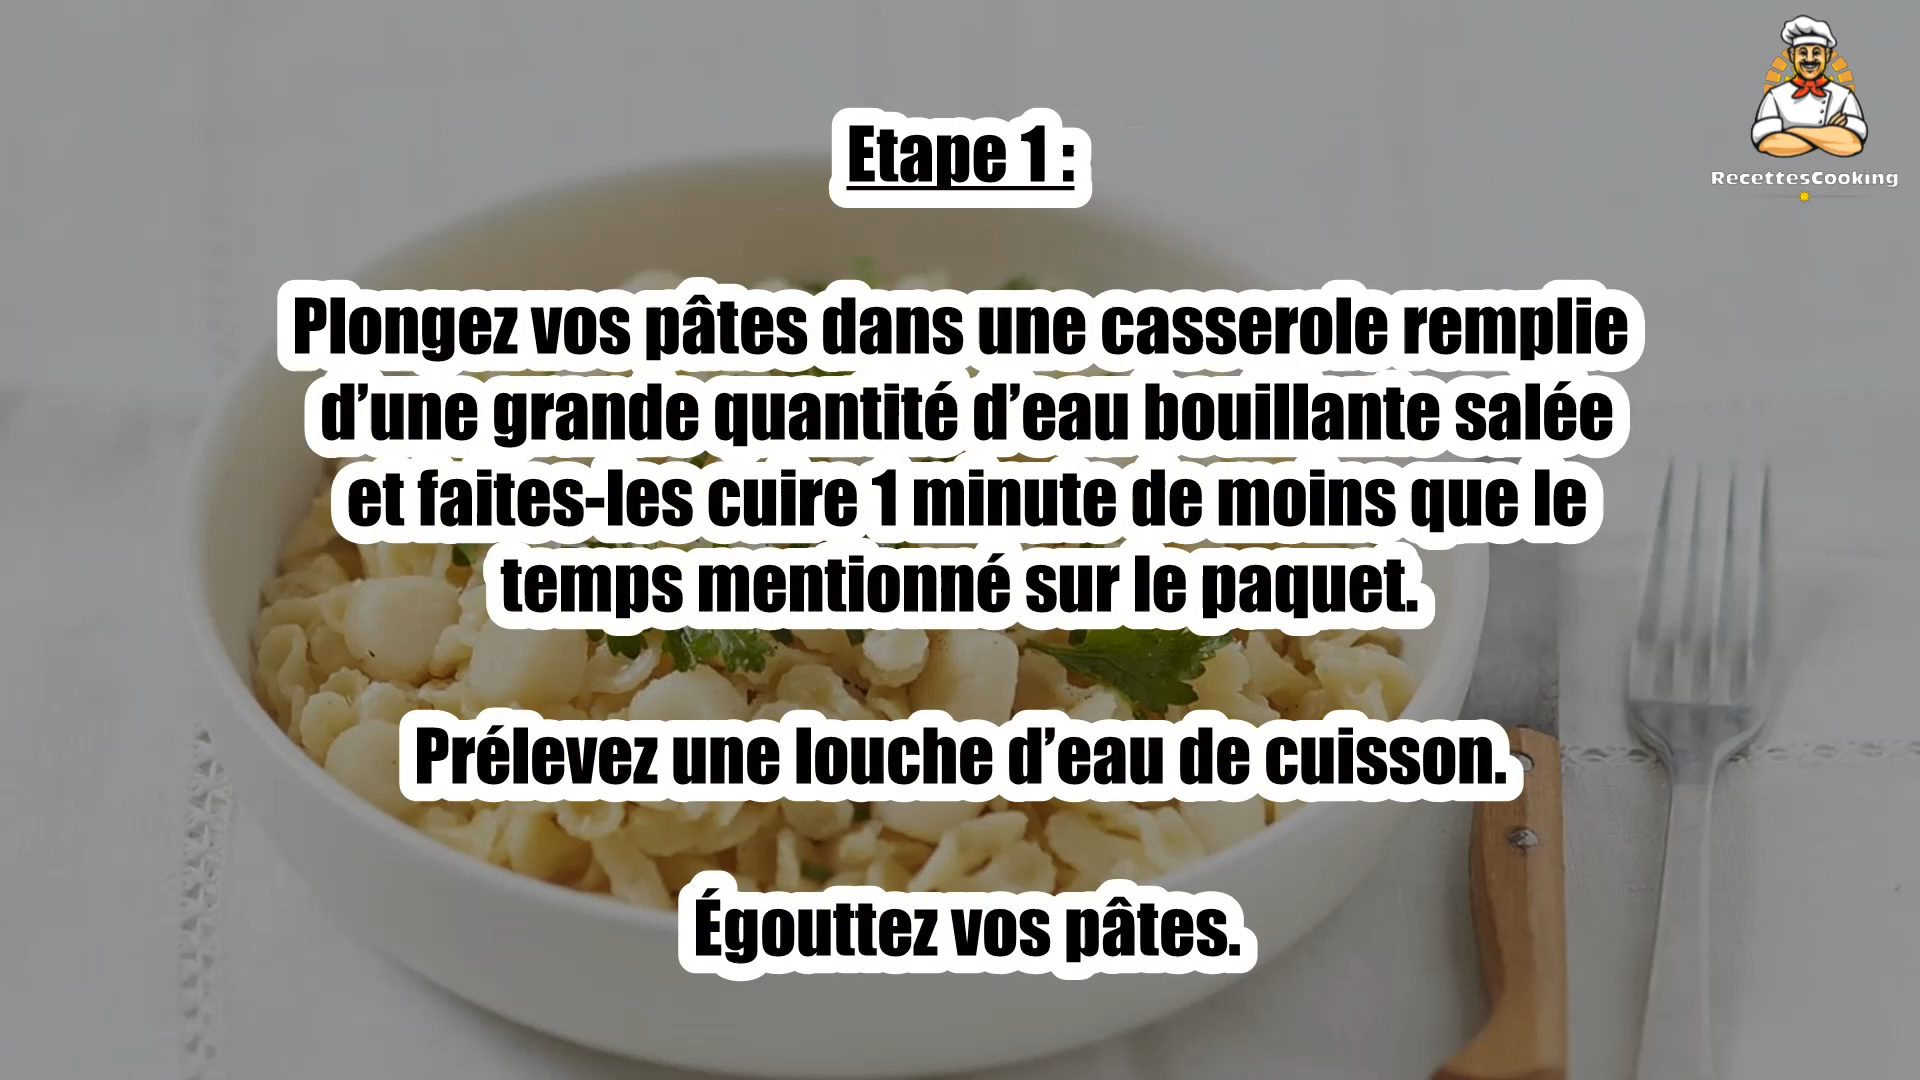 RecettesCooking
Etape 1 :
Plongez vos pâtes dans une casserole remplie
d’une grande quantité d’eau bouillante salée
et faites-les cuire 1 minute de moins que le
temps mentionné sur le paquet.
Prélevez une louche d’eau de cuisson.
Égouttez vos pâtes.